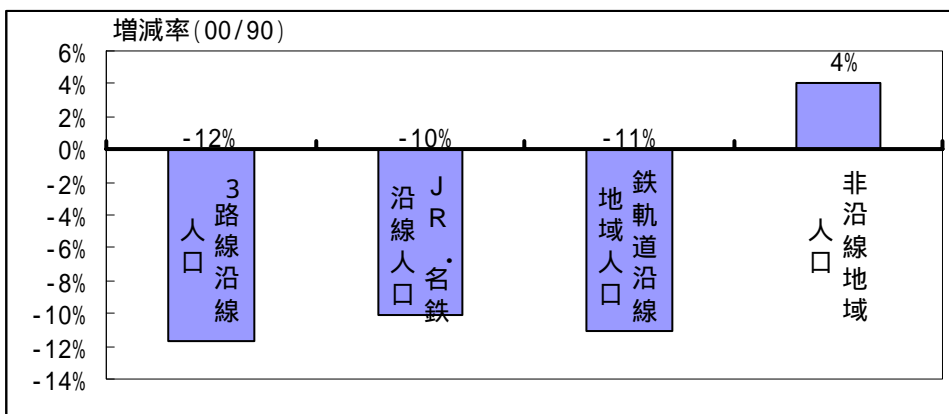 増減率(00/90)
6%
4%
2%
0%
-2%
-4%
-6%
-8%
-10%
-12%
-14%
-12%
-10%
-11%
4%
3路線沿線
人口
JR・名鉄
沿線人口
鉄軌道沿線
地域人口
非沿線地域
人口